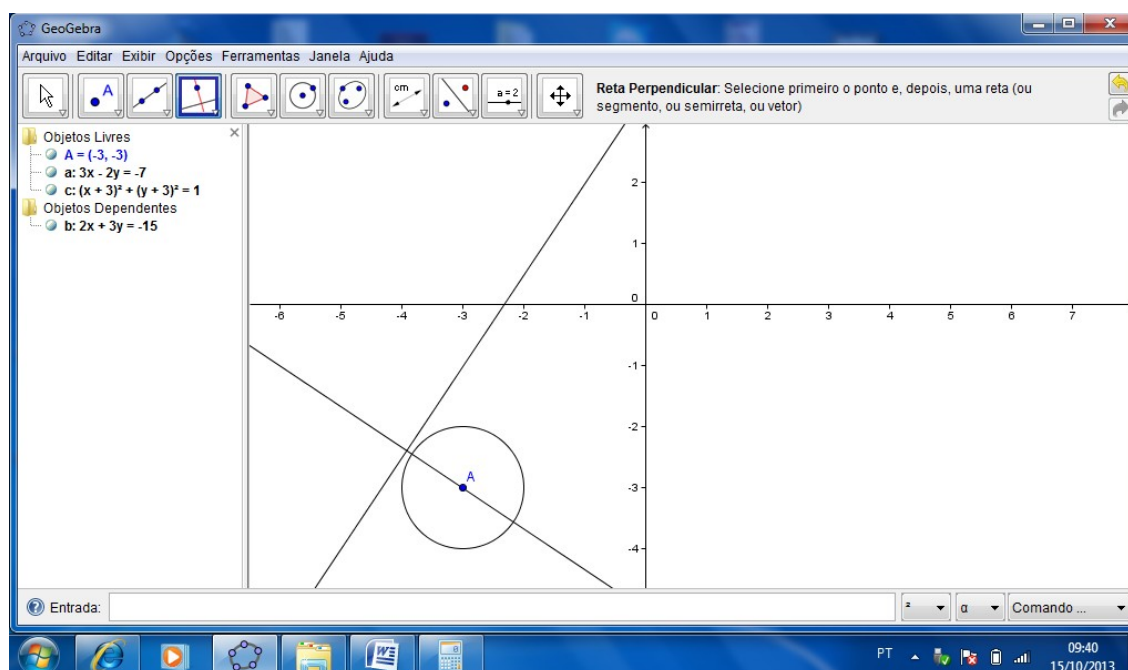 GeoGebra
Arquivo Editar Exibir Opções Ferramentas Janela Ajuda
A
cm
a = 2
Reta Perpendicular: Selecione primeiro o ponto e, depois, uma reta (ou
segmento, ou semirreta, ou vetor)
Objetos Livres
A = (-3, -3)
a: 3x - 2y = -7
c: (x + 3)² + (y + 3)² = 1
Objetos Dependentes
b: 2x + 3y = -15
2
1
0
-6 -5 -4 -3 -2 -1 0 1 2 3 4 5 6 7
-1
-2
A
-3
-4
Entrada:
² α Comando ...
PT 09:40
15/10/2013